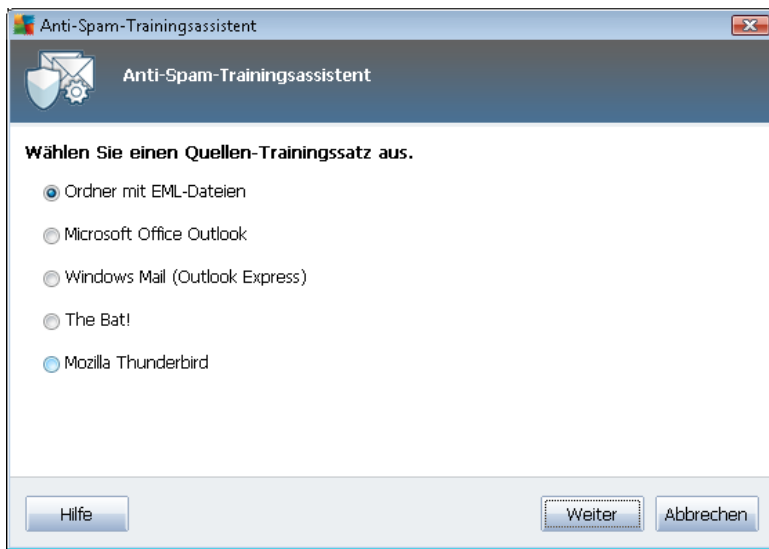 Anti-Spam-Trainingsassistent
Anti-Spam-Trainingsassistent
Wählen Sie einen Quellen-Trainingssatz aus.
Ordner mit EML-Dateien
Microsoft Office Outlook
Windows Mail (Outlook Express)
The Bat!
Mozilla Thunderbird
Hilfe Weiter Abbrechen